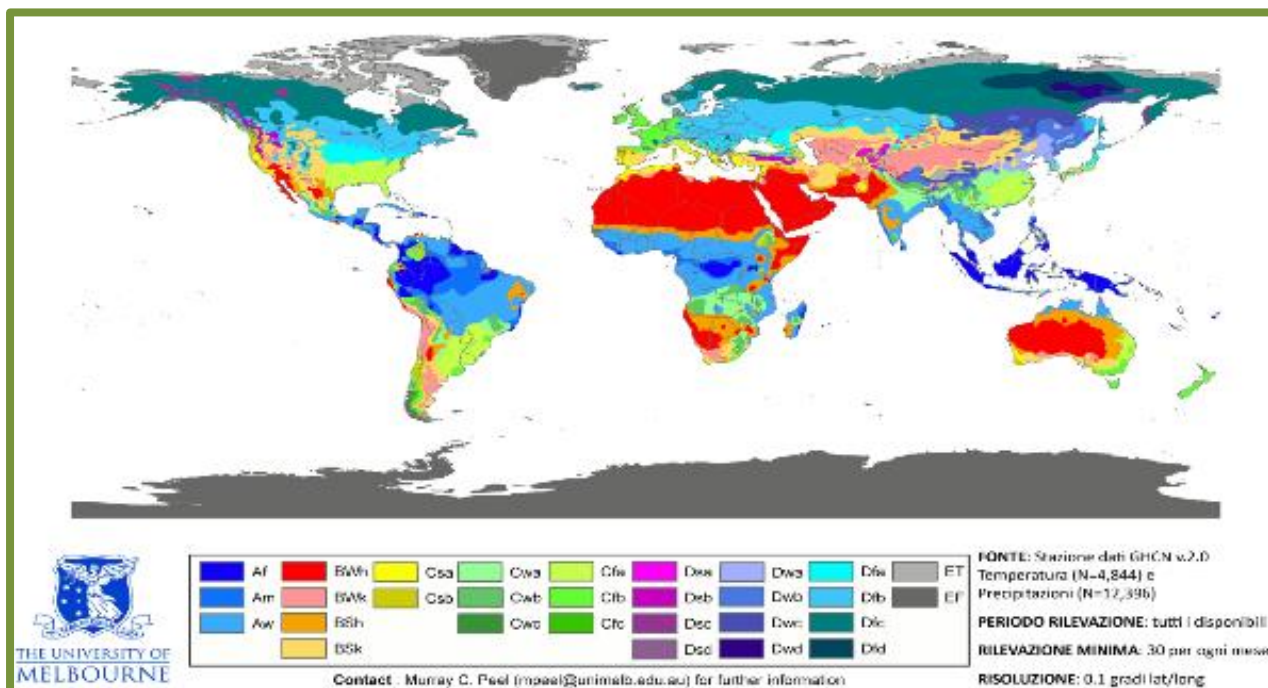 THE UNIVERSITY OF
MELBOURNE
Af BWh Csa Cwa Cfa Dsa Dwa Dfa ET
Am BWk Csb Cwb Cfb Dsb Dwb Dfb EF
Aw BSh Cwc Cfc Dsc Dwc Dfc
BSk Dsd Dwd Dfd
Contact : Murray C. Peel (mpeel@unimelb.edu.au) for further information
FONTE: Stazione dati GHCN v.2.0
Temperatura (N=4,844) e
Precipitazioni (N=12,396)
PERIODO RILEVAZIONE: tutti i disponibili
RILEVAZIONE MINIMA: 30 per ogni mese
RISOLUZIONE: 0.1 gradi lat/long